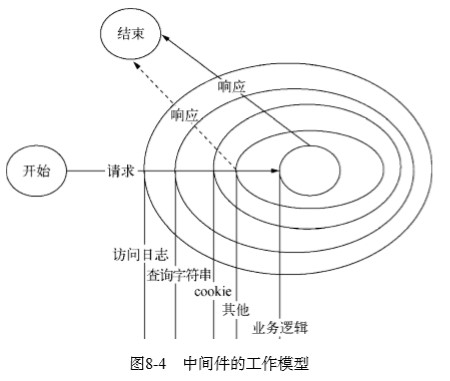 结束
响应
响应
开始
请求
访问日志
查询字符串
cookie
其他
业务逻辑
图8-4 中间件的工作模型